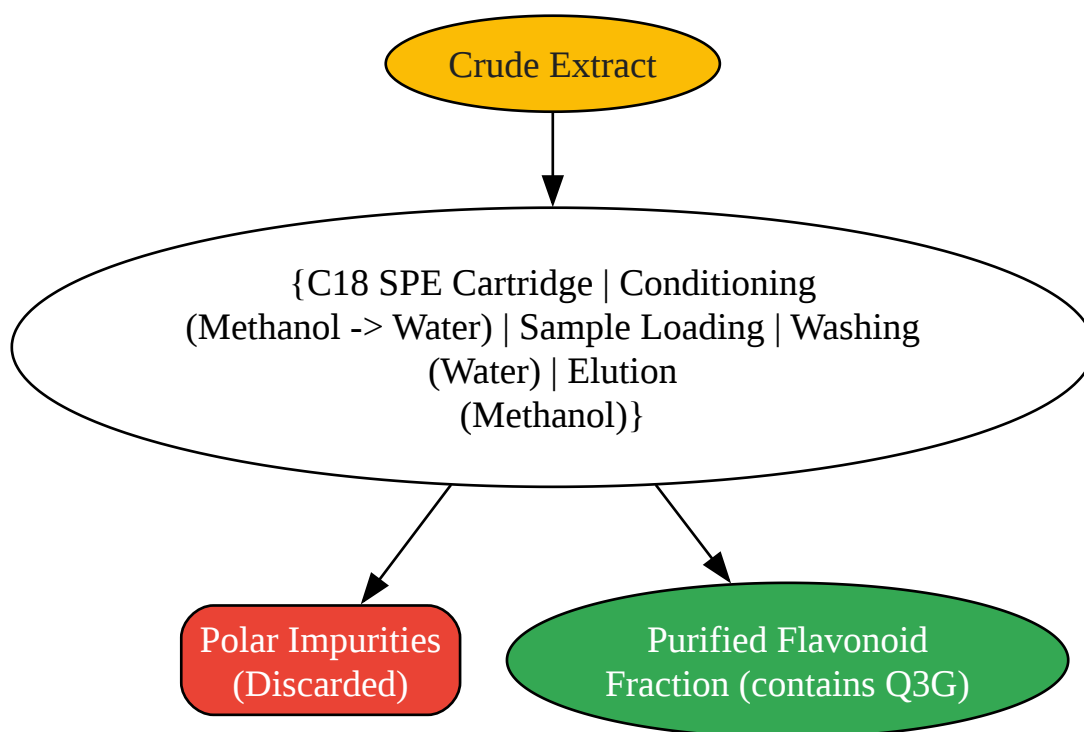 Crude Extract
{C18 SPE Cartridge | Conditioning
(Methanol -> Water) | Sample Loading | Washing
(Water) | Elution
(Methanol)}
Polar Impurities
(Discarded)
Purified Flavonoid
Fraction (contains Q3G)